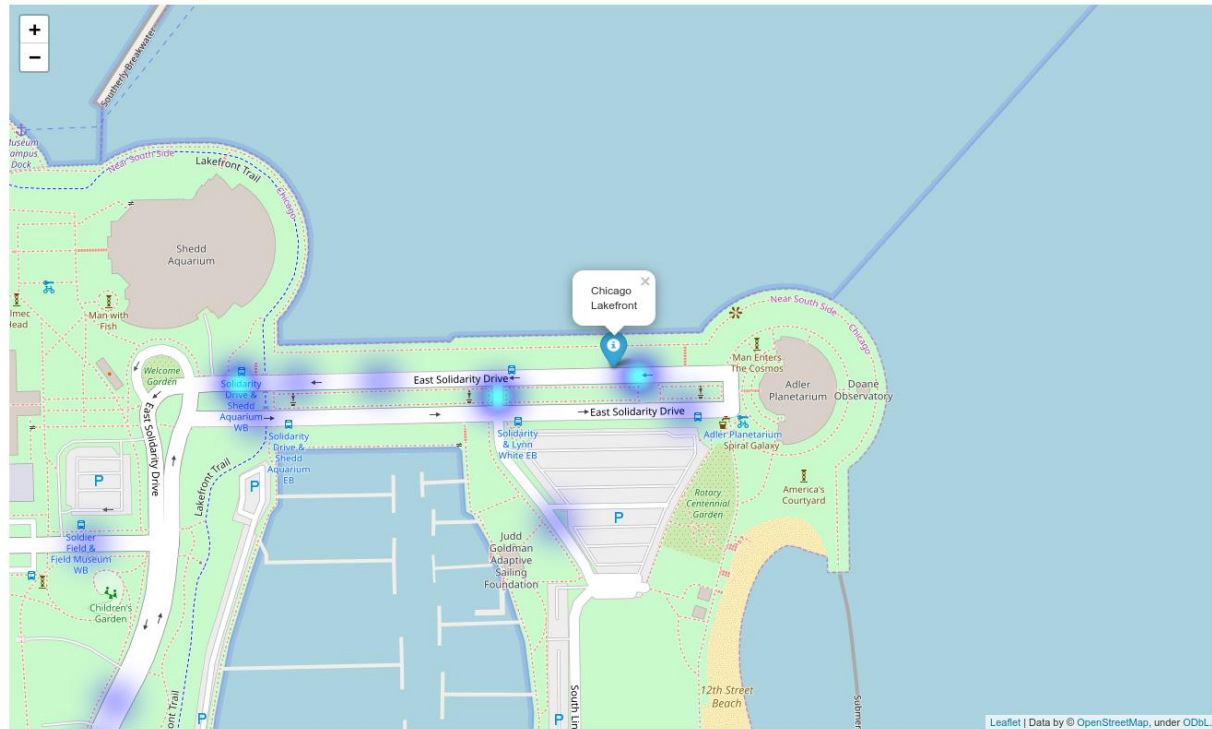 +
−
Southerly Breakwater
Museum
Campus
Dock
Near South Side
Lakefront Trail
Chicago
Shedd
Aquarium
Man with
Fish
lmec
Head
Welcome
Garden
Chicago
Lakefront
×
Near South Side
Chicago
Man Enters
The Cosmos
Adler
Planetarium
Doane
Observatory
East Solidarity Drive
East Solidarity Drive
East Solidarity Drive
Solidarity
Drive &
Shedd
Aquarium
WB
Solidarity
Drive &
Shedd
Aquarium
EB
Solidarity
& Lynn
White EB
Adler Planetarium
Spiral Galaxy
America's
Courtyard
Rotary
Centennial
Garden
Lakefront Trail
P
P
P
Soldier
Field &
Field Museum
WB
Judd
Goldman
Adaptive
Sailing
Foundation
Children's
Garden
12th Street
Beach
ont Trail
P
P
South Lin
Submer
Leaflet | Data by © OpenStreetMap, under ODbL.